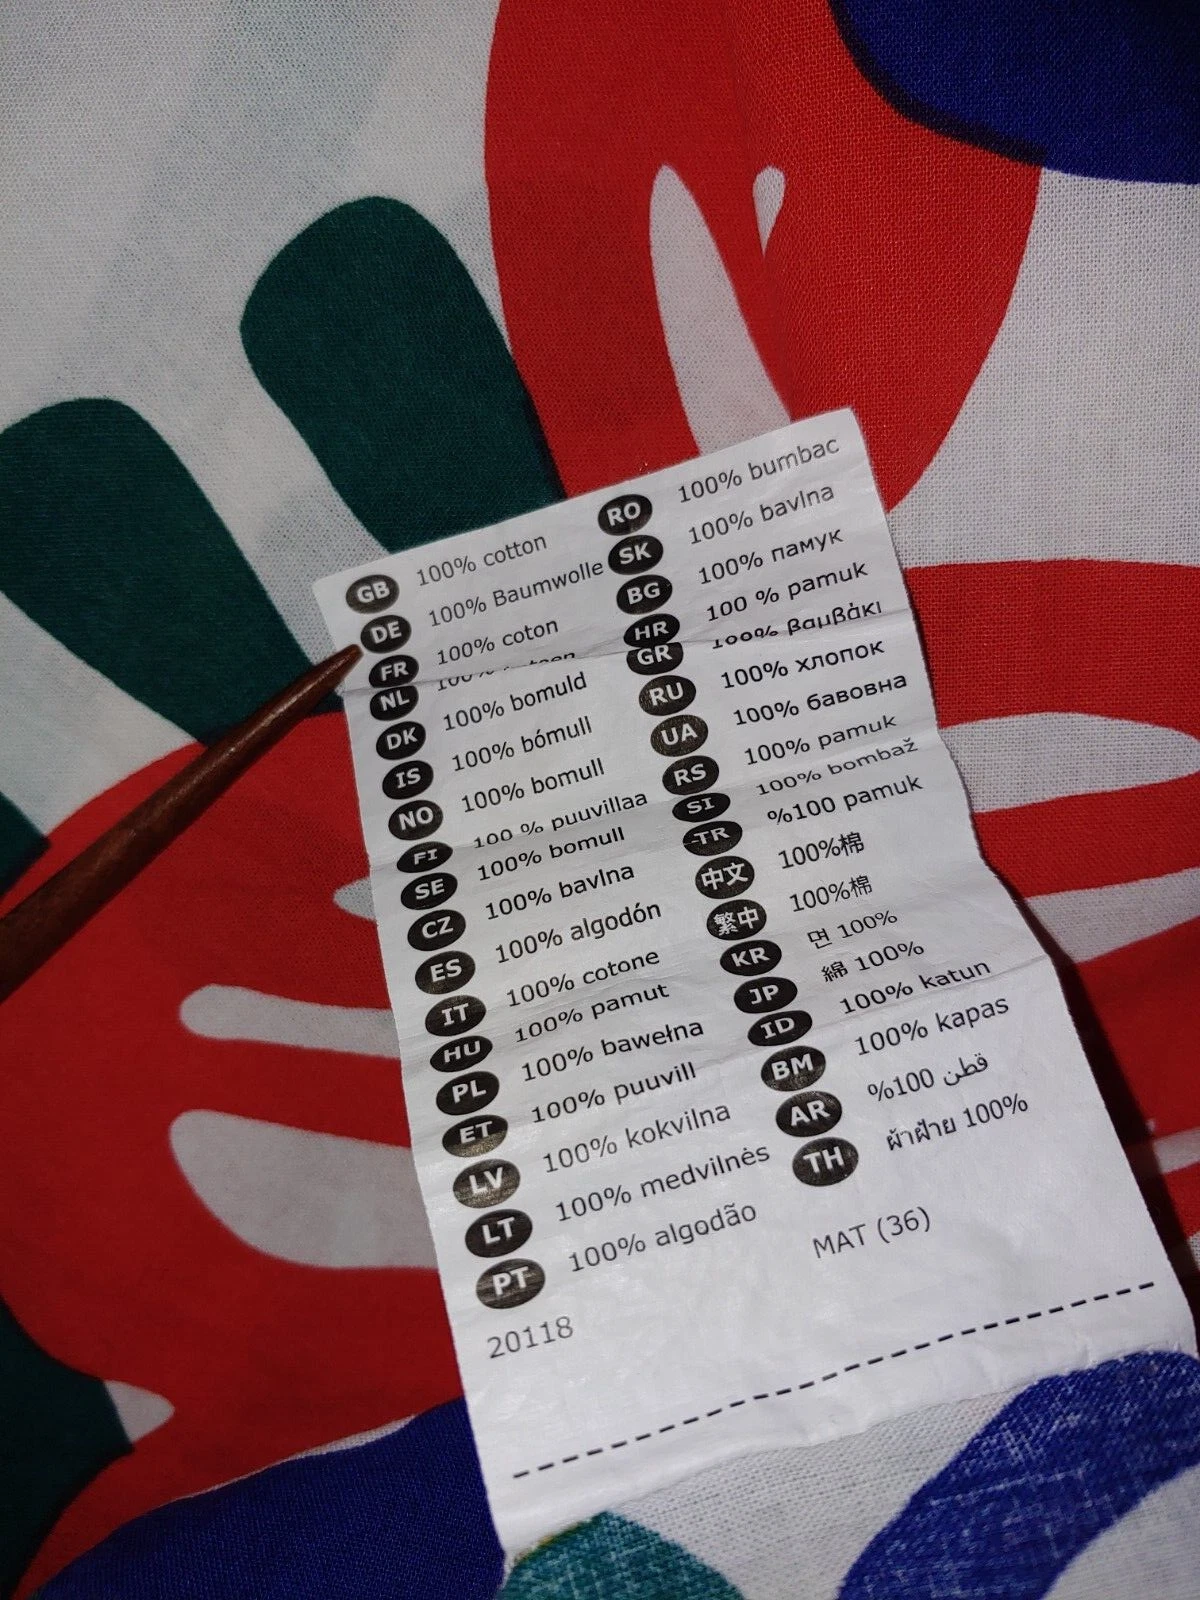 GB 100% cotton
DE 100% Baumwolle
FR 100% coton
NL
DK 100% bomuld
IS 100% bómull
NO 100% bomull
FI 100 % puuvillaa
SE 100% bomull
CZ 100% bavlna
ES 100% algodón
IT 100% cotone
HU 100% pamut
PL 100% bawełna
ET 100% puuvill
LV 100% kokvilna
LT 100% medvilnės
PT 100% algodão
20118
RO 100% bumbac
SK 100% bavlna
BG 100% памук
HR 100 % pamuk
GR 100% βαμβάκι
RU 100% хлопок
UA 100% бавовна
RS 100% pamuk
SI 100% bombaž
TR %100 pamuk
中文 100%棉
繁中 100%棉
KR 면 100%
JP 綿 100%
ID 100% katun
BM 100% kapas
AR قطن 100%
TH ผ้าฝ้าย 100%
MAT (36)